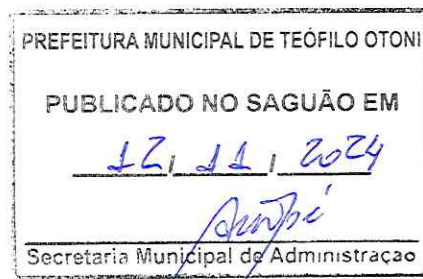 PREFEITURA MUNICIPAL DE TEÓFILO OTONI
PUBLICADO NO SAGUÃO EM
12, 11, 2024
Secretaria Municipal de Administração